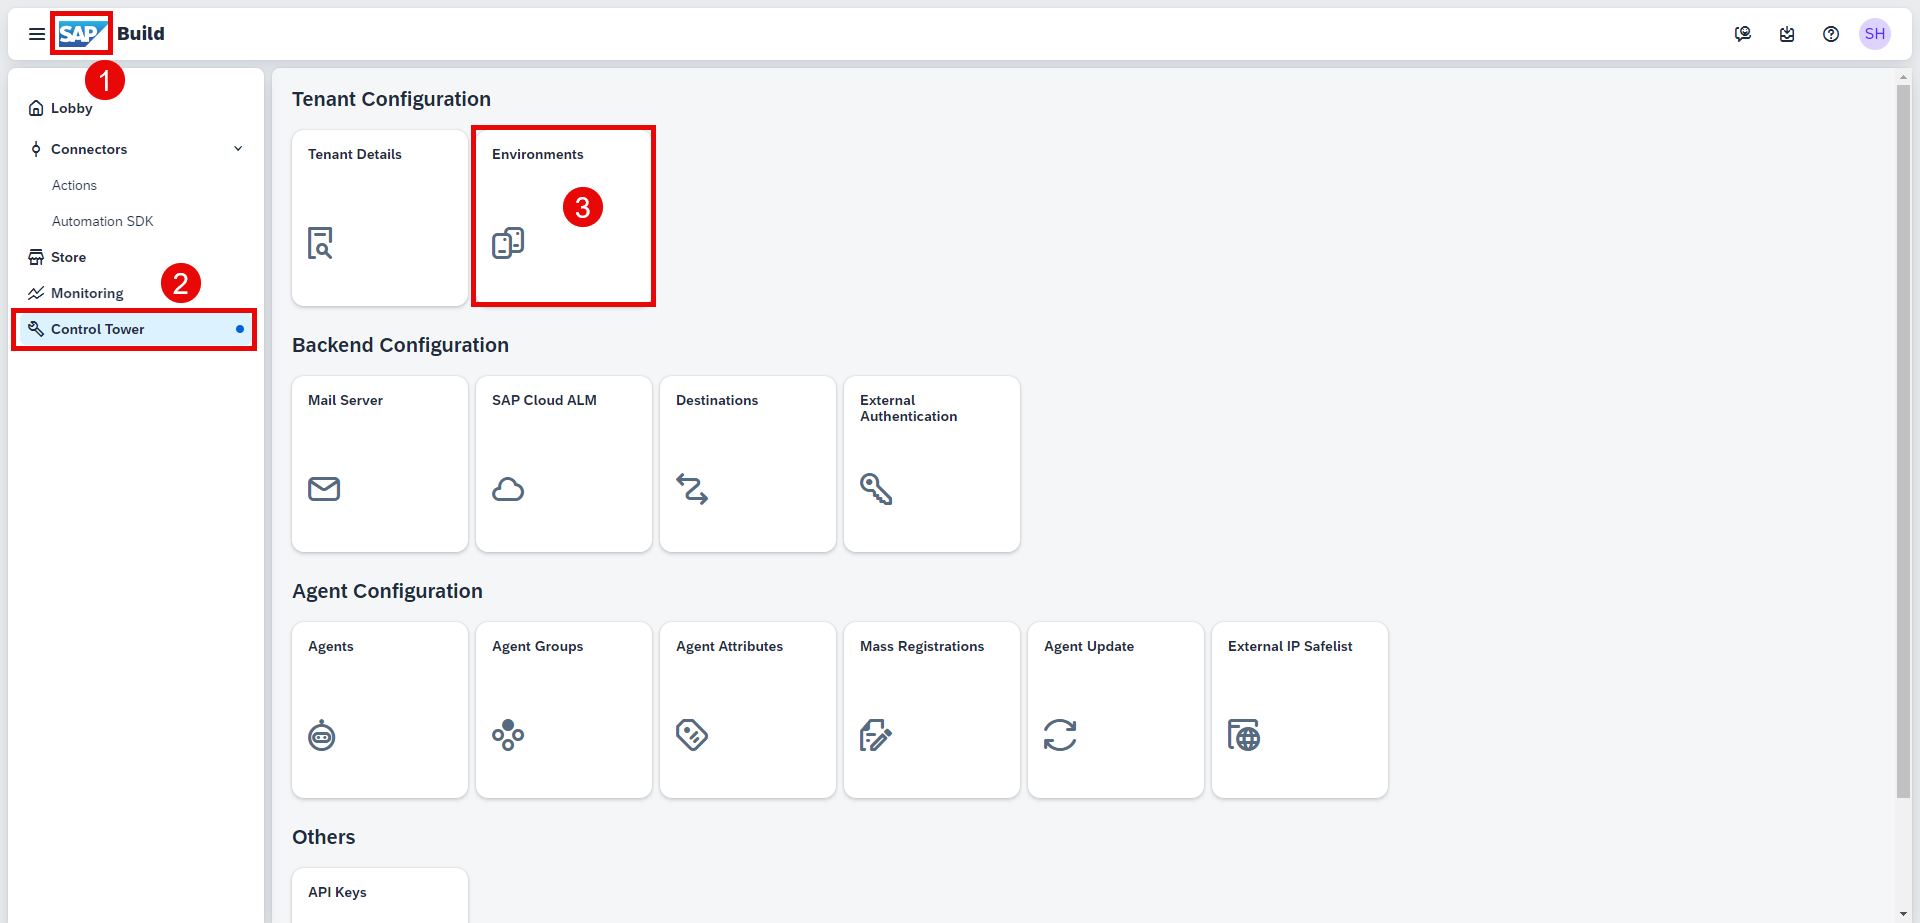 SAP Build
SH
1
Lobby
Connectors
Actions
Automation SDK
Store
Monitoring
2
Control Tower
Tenant Configuration
Tenant Details
Environments
3
Backend Configuration
Mail Server
SAP Cloud ALM
Destinations
External
Authentication
Agent Configuration
Agents
Agent Groups
Agent Attributes
Mass Registrations
Agent Update
External IP Safelist
Others
API Keys